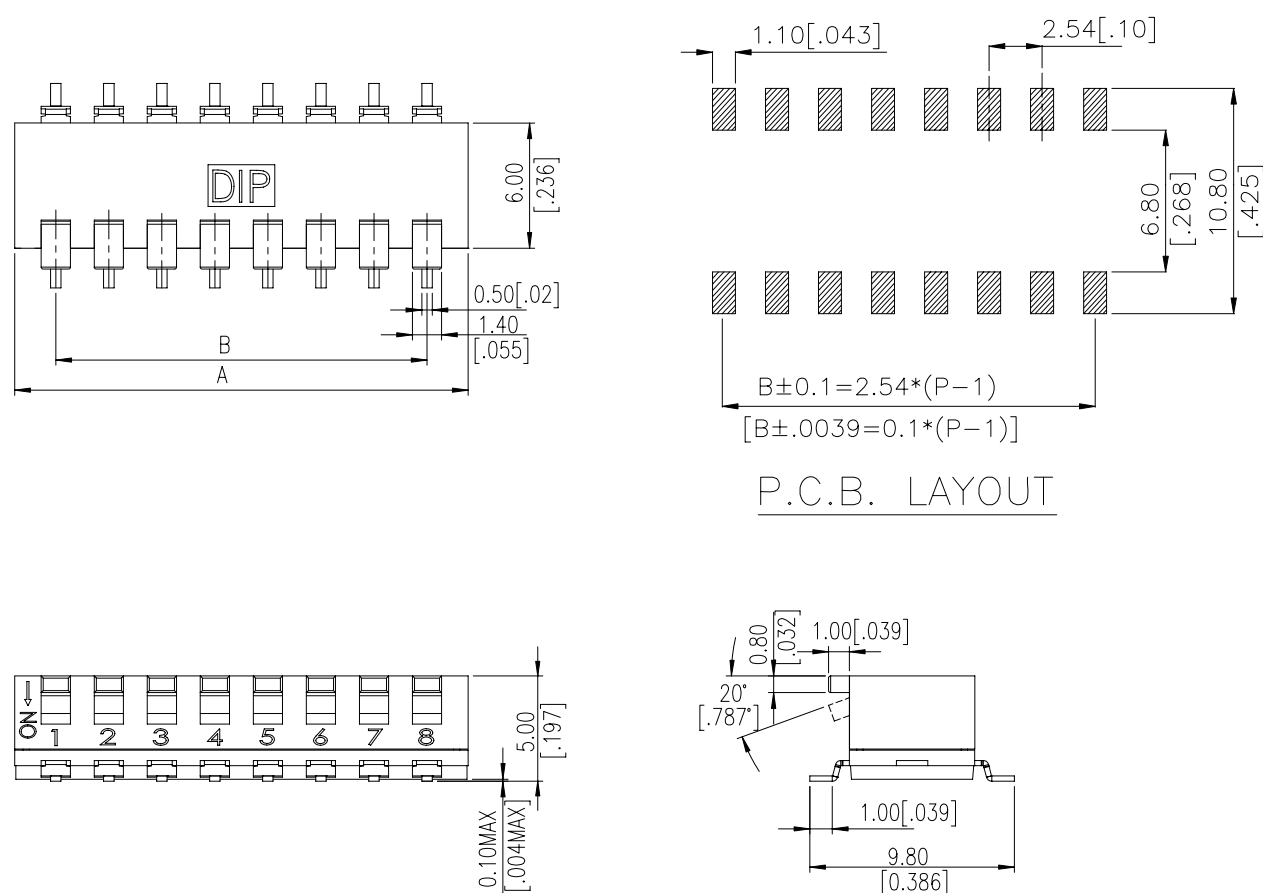 1.10[.043]
2.54[.10]
DIP
6.00
[.236]
6.80
[.268]
10.80
[.425]
0.50[.02]
1.40
[.055]
B
A
B±0.1=2.54*(P-1)
[B±.0039=0.1*(P-1)]
P.C.B. LAYOUT
ON
1 2 3 4 5 6 7 8
5.00
[.197]
0.10MAX
[.004MAX]
0.80
[.032]
1.00[.039]
20°
[.787°]
1.00[.039]
9.80
[0.386]